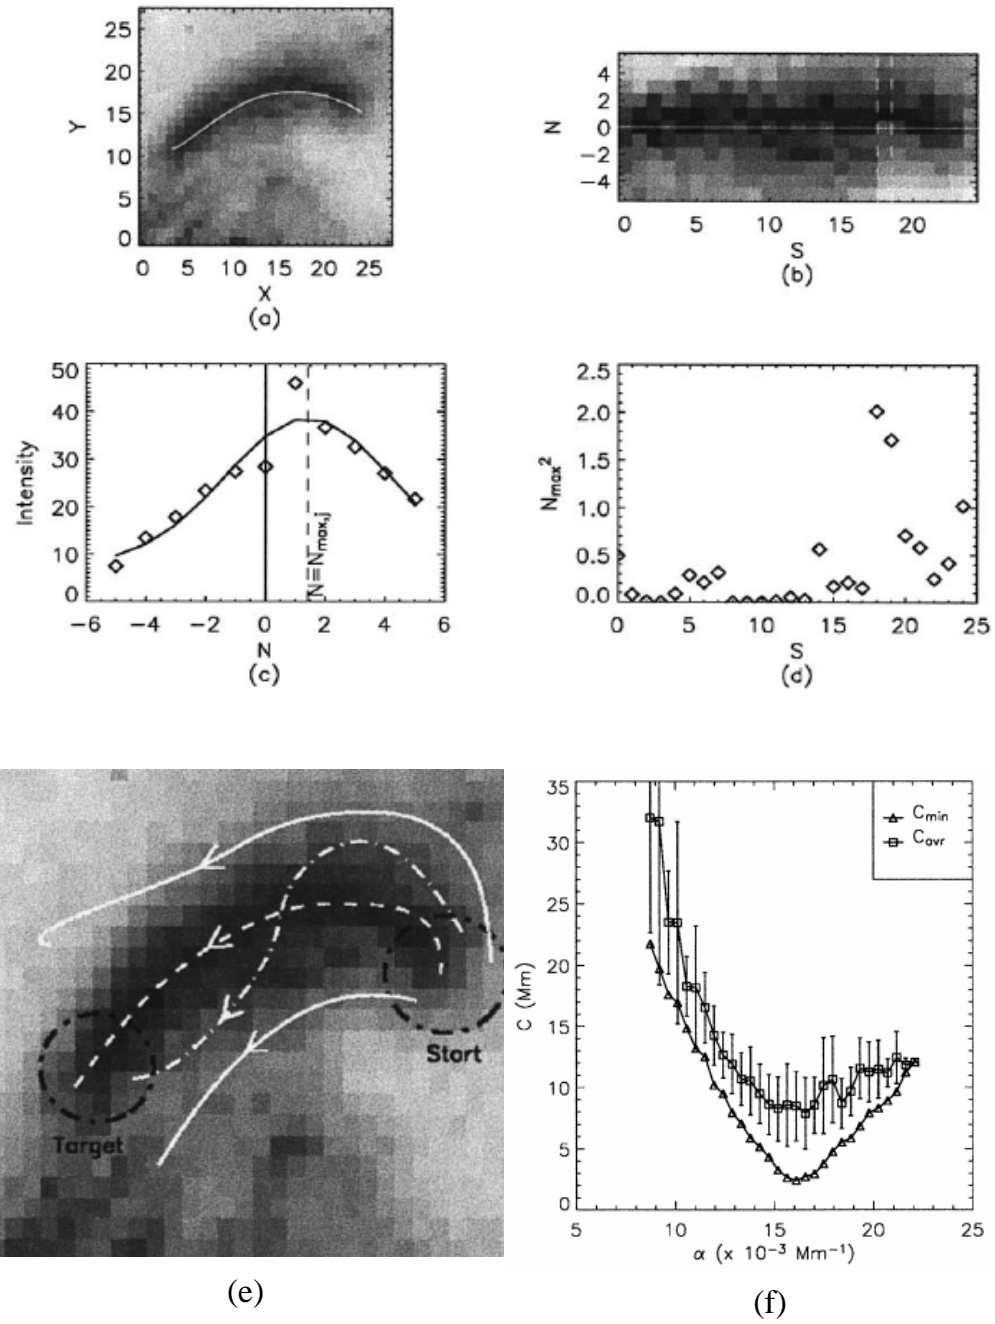 25
20
15
10
5
0
Y
0 5 10 15 20 25
X
(a)
4
2
0
−2
−4
N
0 5 10 15 20
S
(b)
50
40
30
20
10
0
Intensity
N=N_max,j
−6 −4 −2 0 2 4 6
N
(c)
2.5
2.0
1.5
1.0
0.5
0.0
N_max^2
0 5 10 15 20 25
S
(d)
Start
Target
(e)
35
30
25
20
15
10
5
0
C (Mm)
C_min
C_avr
5 10 15 20 25
α (x 10^−3 Mm^−1)
(f)